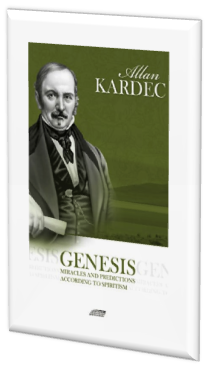 Allan
KARDEC
GENESIS
MIRACLES AND PREDICTIONS
ACCORDING TO SPIRITISM